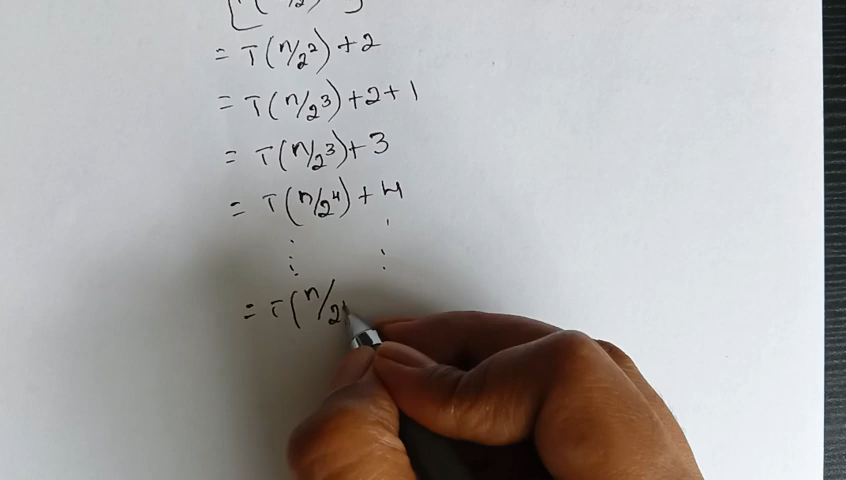 = T(n/2²)+2
= T(n/2³)+2+1
= T(n/2³)+3
= T(n/2⁴)+4
⋮ ⋮
= T(n/2